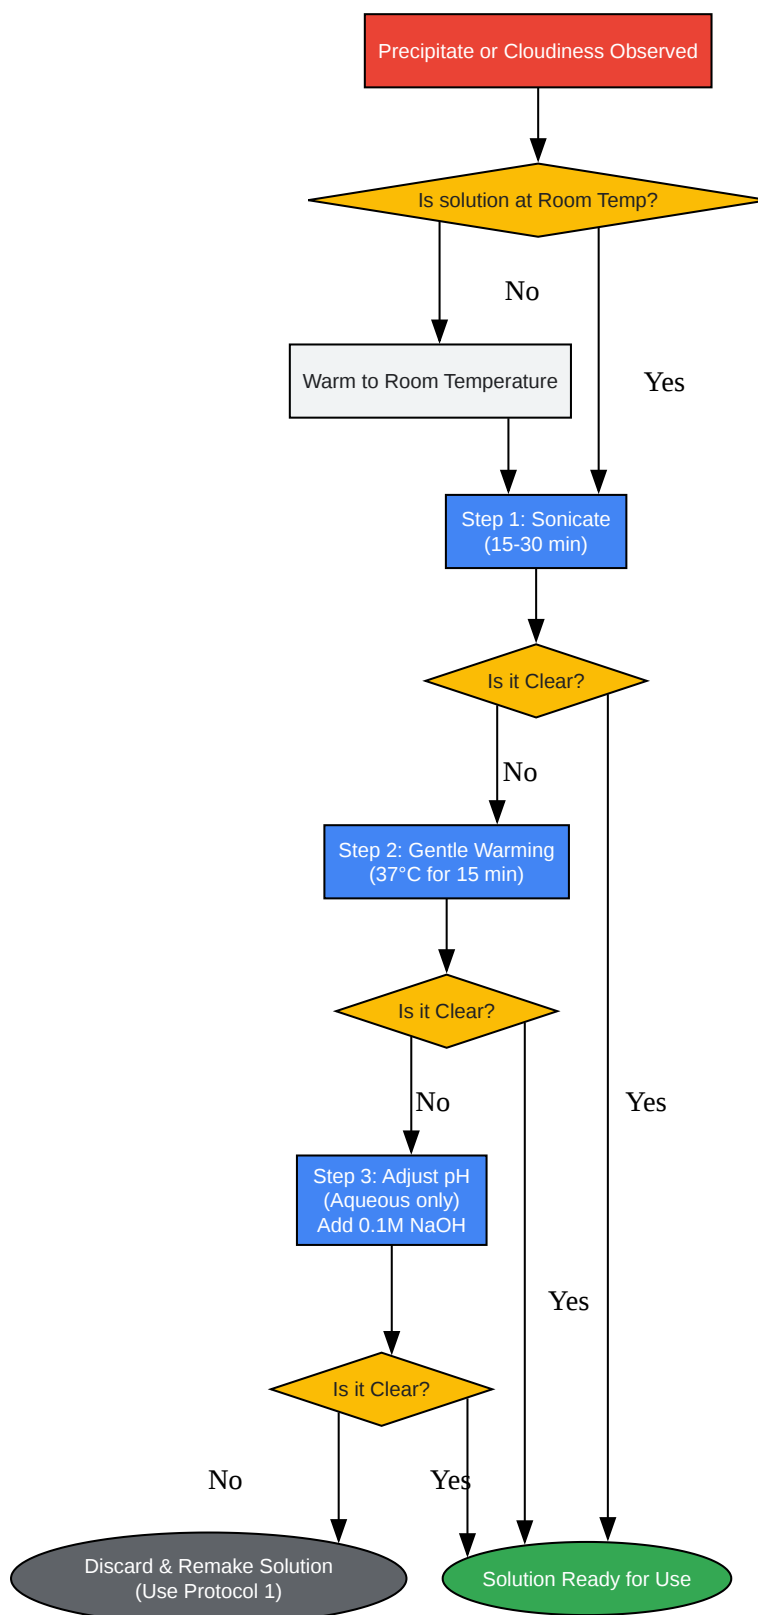 Precipitate or Cloudiness Observed
Is solution at Room Temp?
No
Warm to Room Temperature
Yes
Step 1: Sonicate
(15-30 min)
Is it Clear?
No
Step 2: Gentle Warming
(37°C for 15 min)
Is it Clear?
No
Yes
Step 3: Adjust pH
(Aqueous only)
Add 0.1M NaOH
Yes
Is it Clear?
No
Yes
Discard & Remake Solution
(Use Protocol 1)
Solution Ready for Use